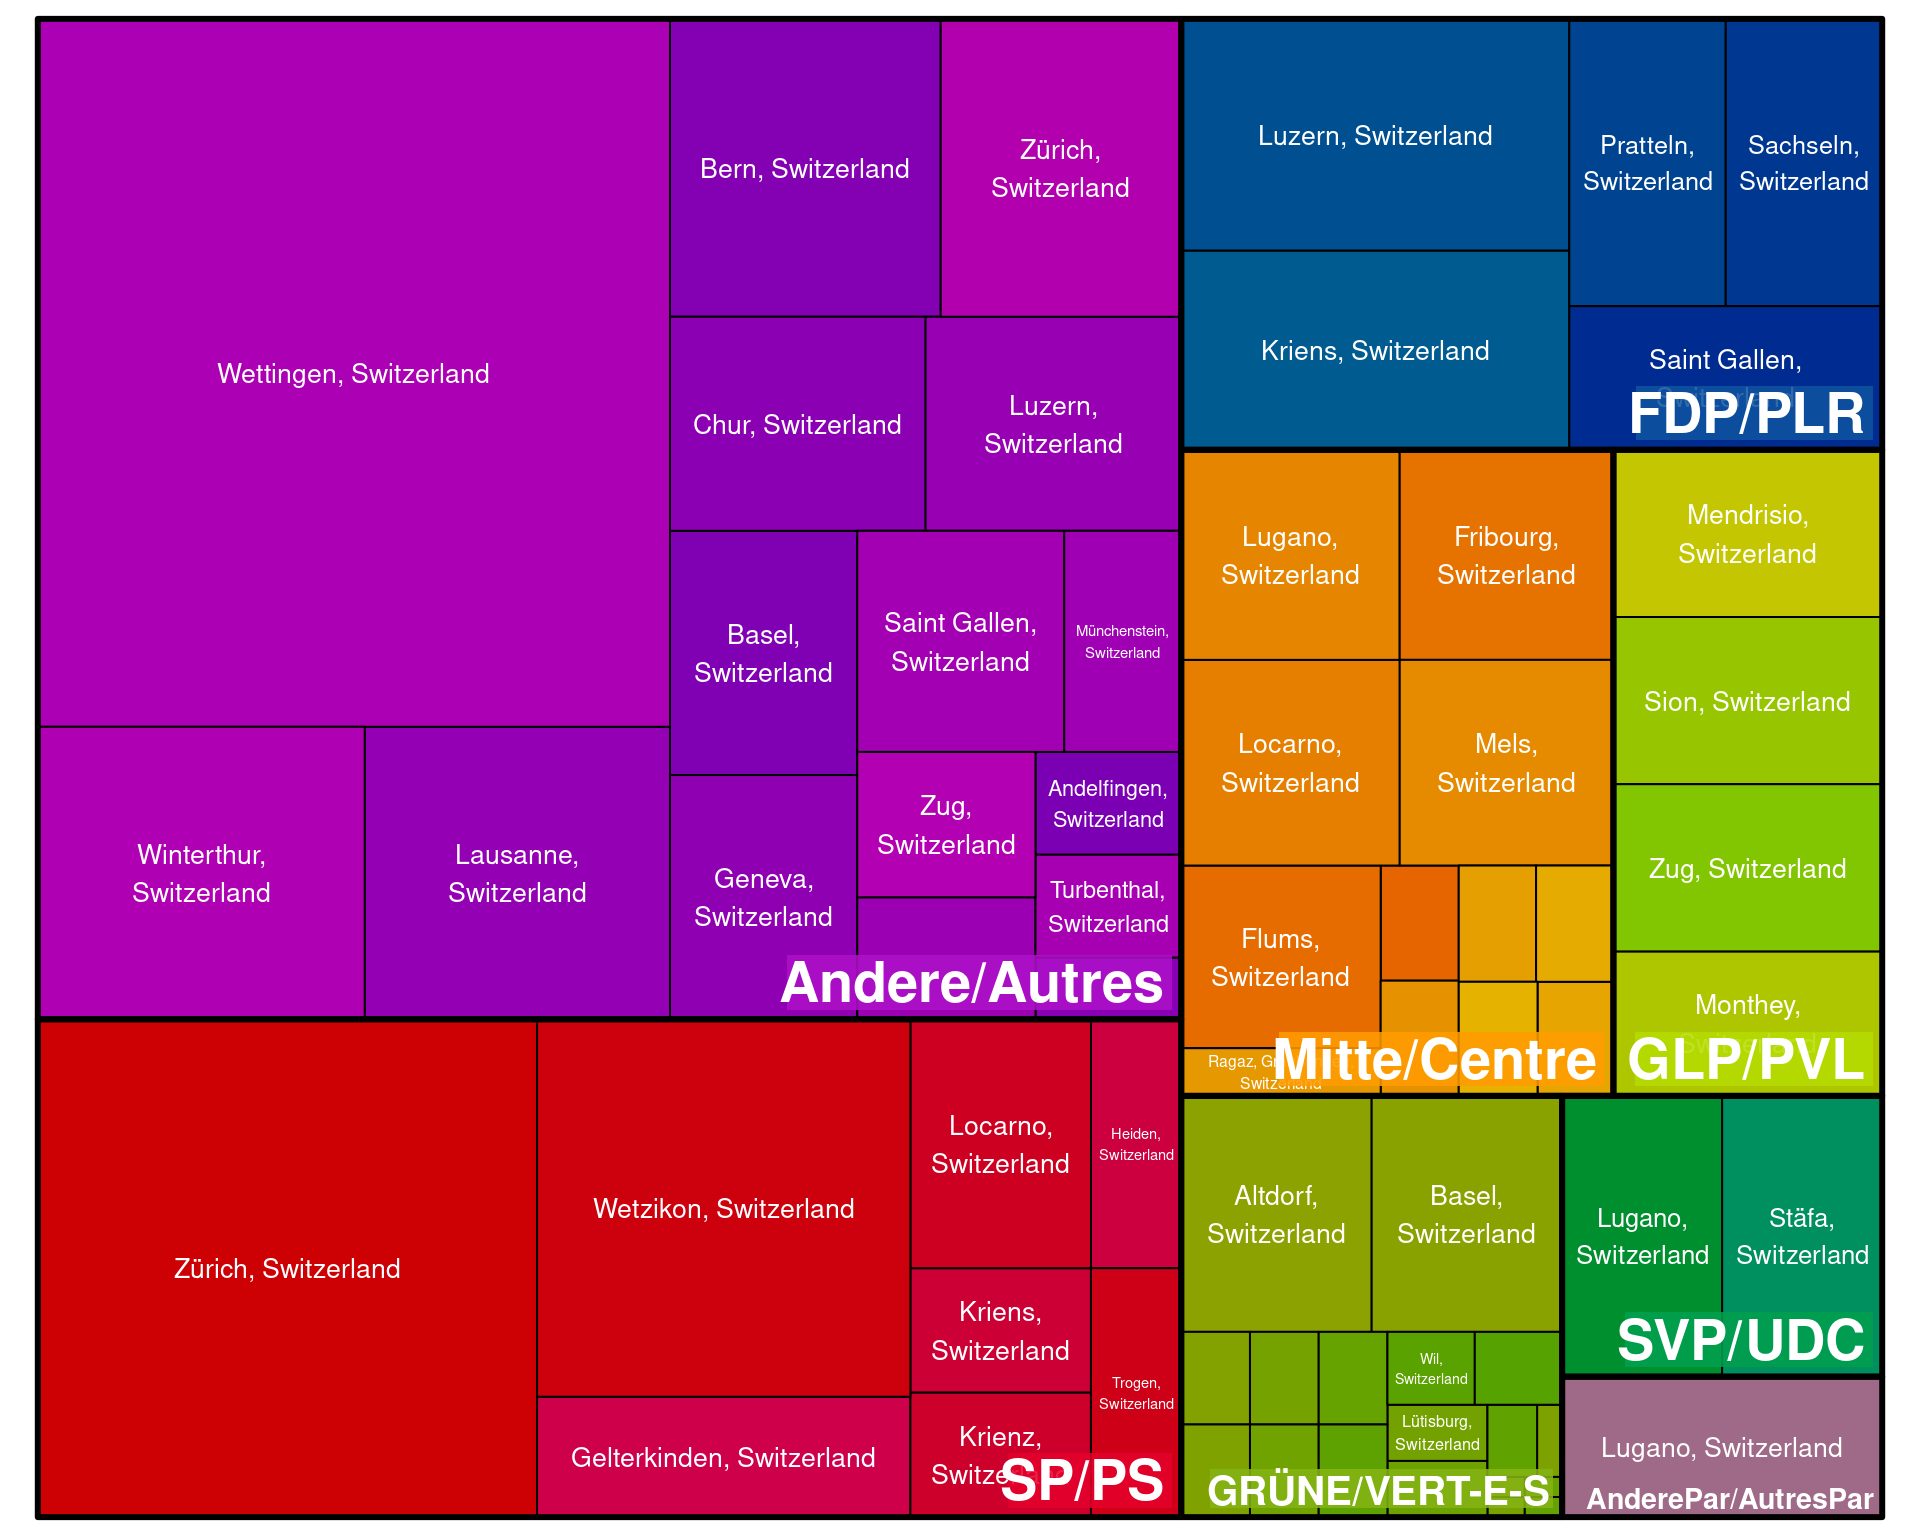 Wettingen, Switzerland
Bern, Switzerland
Zürich,
Switzerland
Chur, Switzerland
Luzern,
Switzerland
Basel,
Switzerland
Saint Gallen,
Switzerland
Münchenstein,
Switzerland
Winterthur,
Switzerland
Lausanne,
Switzerland
Geneva,
Switzerland
Zug,
Switzerland
Andelfingen,
Switzerland
Turbenthal,
Switzerland
Andere/Autres
Luzern, Switzerland
Pratteln,
Switzerland
Sachseln,
Switzerland
Kriens, Switzerland
Saint Gallen,
Switzerland
FDP/PLR
Lugano,
Switzerland
Fribourg,
Switzerland
Locarno,
Switzerland
Mels,
Switzerland
Flums,
Switzerland
Ragaz,
Switzerland
Mitte/Centre
Mendrisio,
Switzerland
Sion, Switzerland
Zug, Switzerland
Monthey,
GLP/PVL
Zürich, Switzerland
Wetzikon, Switzerland
Gelterkinden, Switzerland
Locarno,
Switzerland
Heiden,
Switzerland
Kriens,
Switzerland
Krienz,
Switzerland
Trogen,
Switzerland
SP/PS
Altdorf,
Switzerland
Basel,
Switzerland
Wil,
Switzerland
Lütisburg,
Switzerland
GRÜNE/VERT-E-S
Lugano,
Switzerland
Stäfa,
Switzerland
SVP/UDC
Lugano, Switzerland
AnderePar/AutresPar